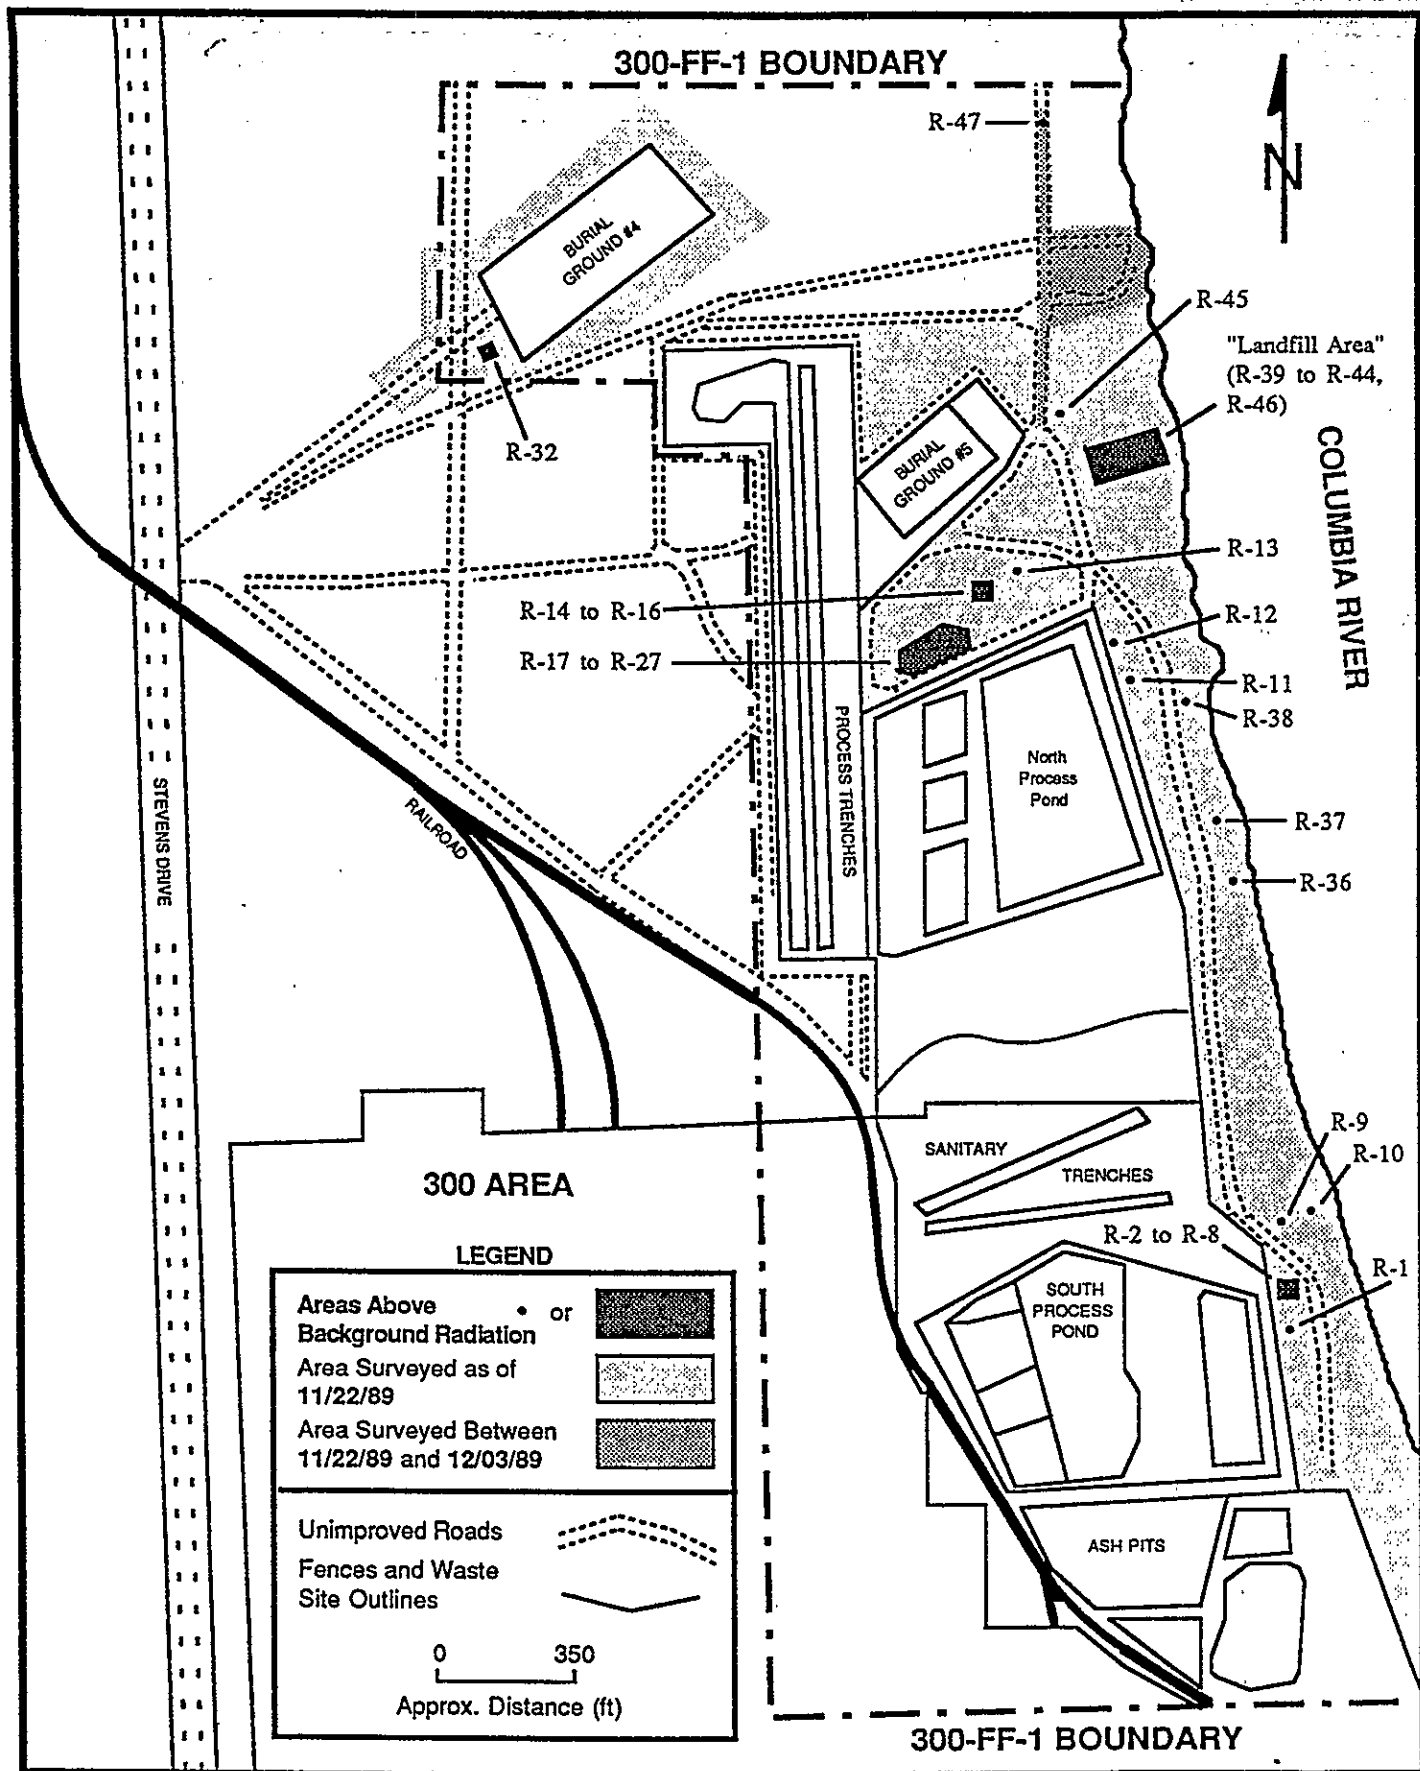 300-FF-1 BOUNDARY
R-47
N
BURIAL
GROUND #4
R-45
"Landfill Area"
(R-39 to R-44,
R-46)
R-32
BURIAL
GROUND #5
COLUMBIA RIVER
R-13
R-14 to R-16
R-12
R-17 to R-27
R-11
R-38
PROCESS TRENCHES
North
Process
Pond
STEVENS DRIVE
RAILROAD
R-37
R-36
R-9
SANITARY
R-10
TRENCHES
300 AREA
R-2 to R-8
R-1
SOUTH
PROCESS
POND
LEGEND
Areas Above • or
Background Radiation
Area Surveyed as of
11/22/89
Area Surveyed Between
11/22/89 and 12/03/89
Unimproved Roads
Fences and Waste
Site Outlines
0 350
Approx. Distance (ft)
ASH PITS
300-FF-1 BOUNDARY